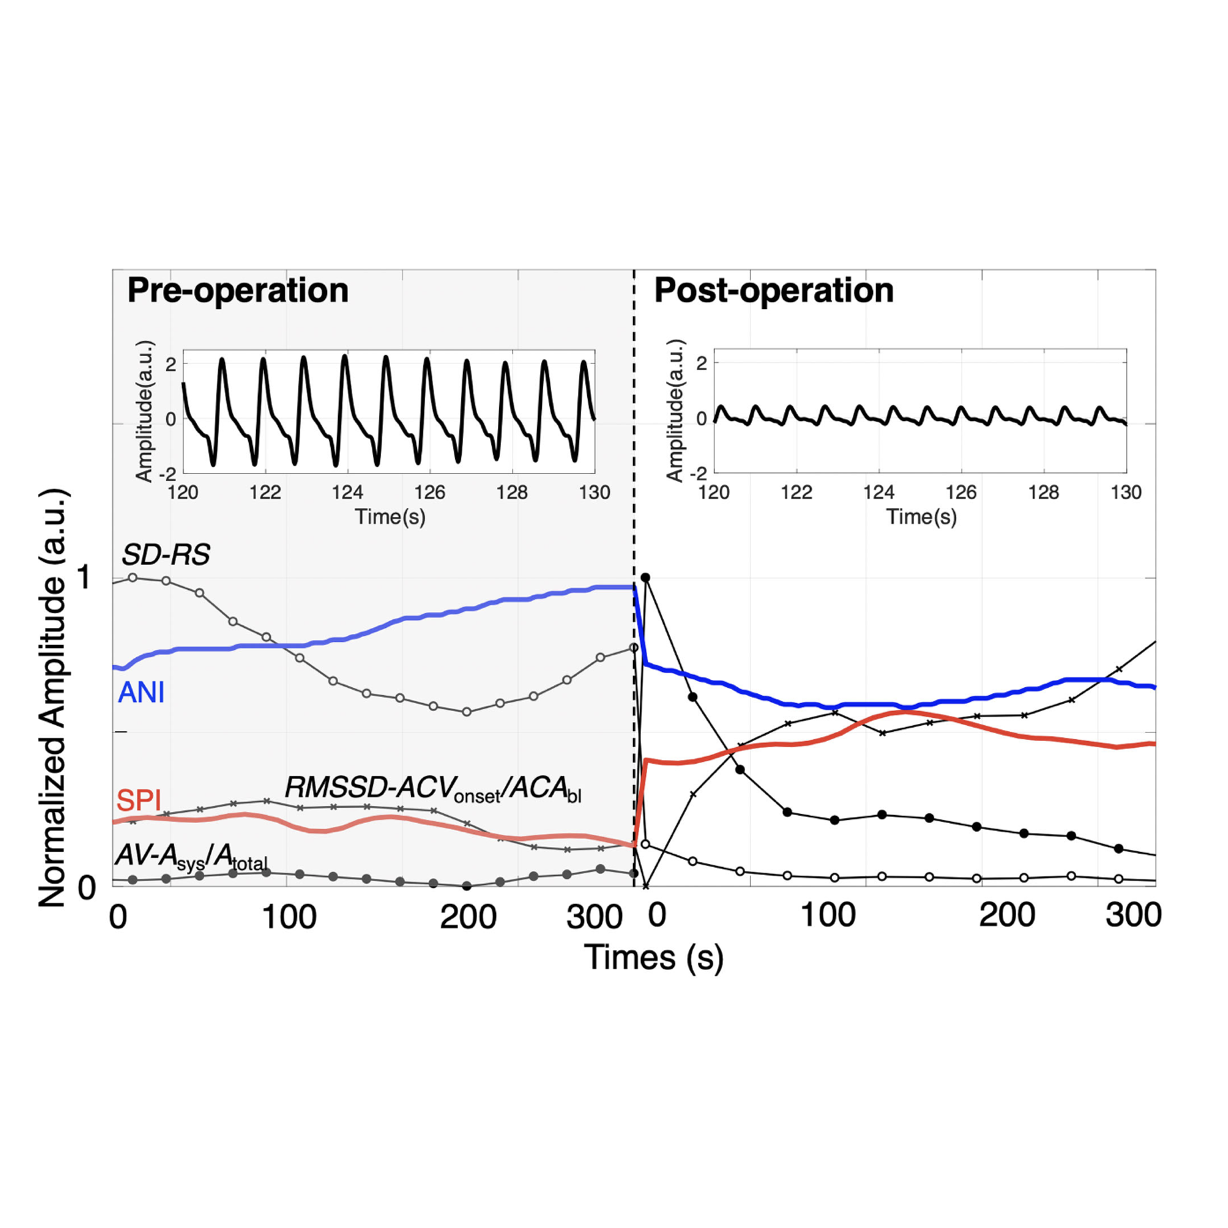 Pre-operation
Post-operation
Amplitude(a.u.)
2
0
-2
120 122 124 126 128 130
Time(s)
Amplitude(a.u.)
2
0
-2
120 122 124 126 128 130
Time(s)
Normalized Amplitude (a.u.)
1
0
SD-RS
ANI
SPI
RMSSD-ACVonset/ACAbl
AV-Asys/Atotal
0 100 200 300 0 100 200 300
Times (s)